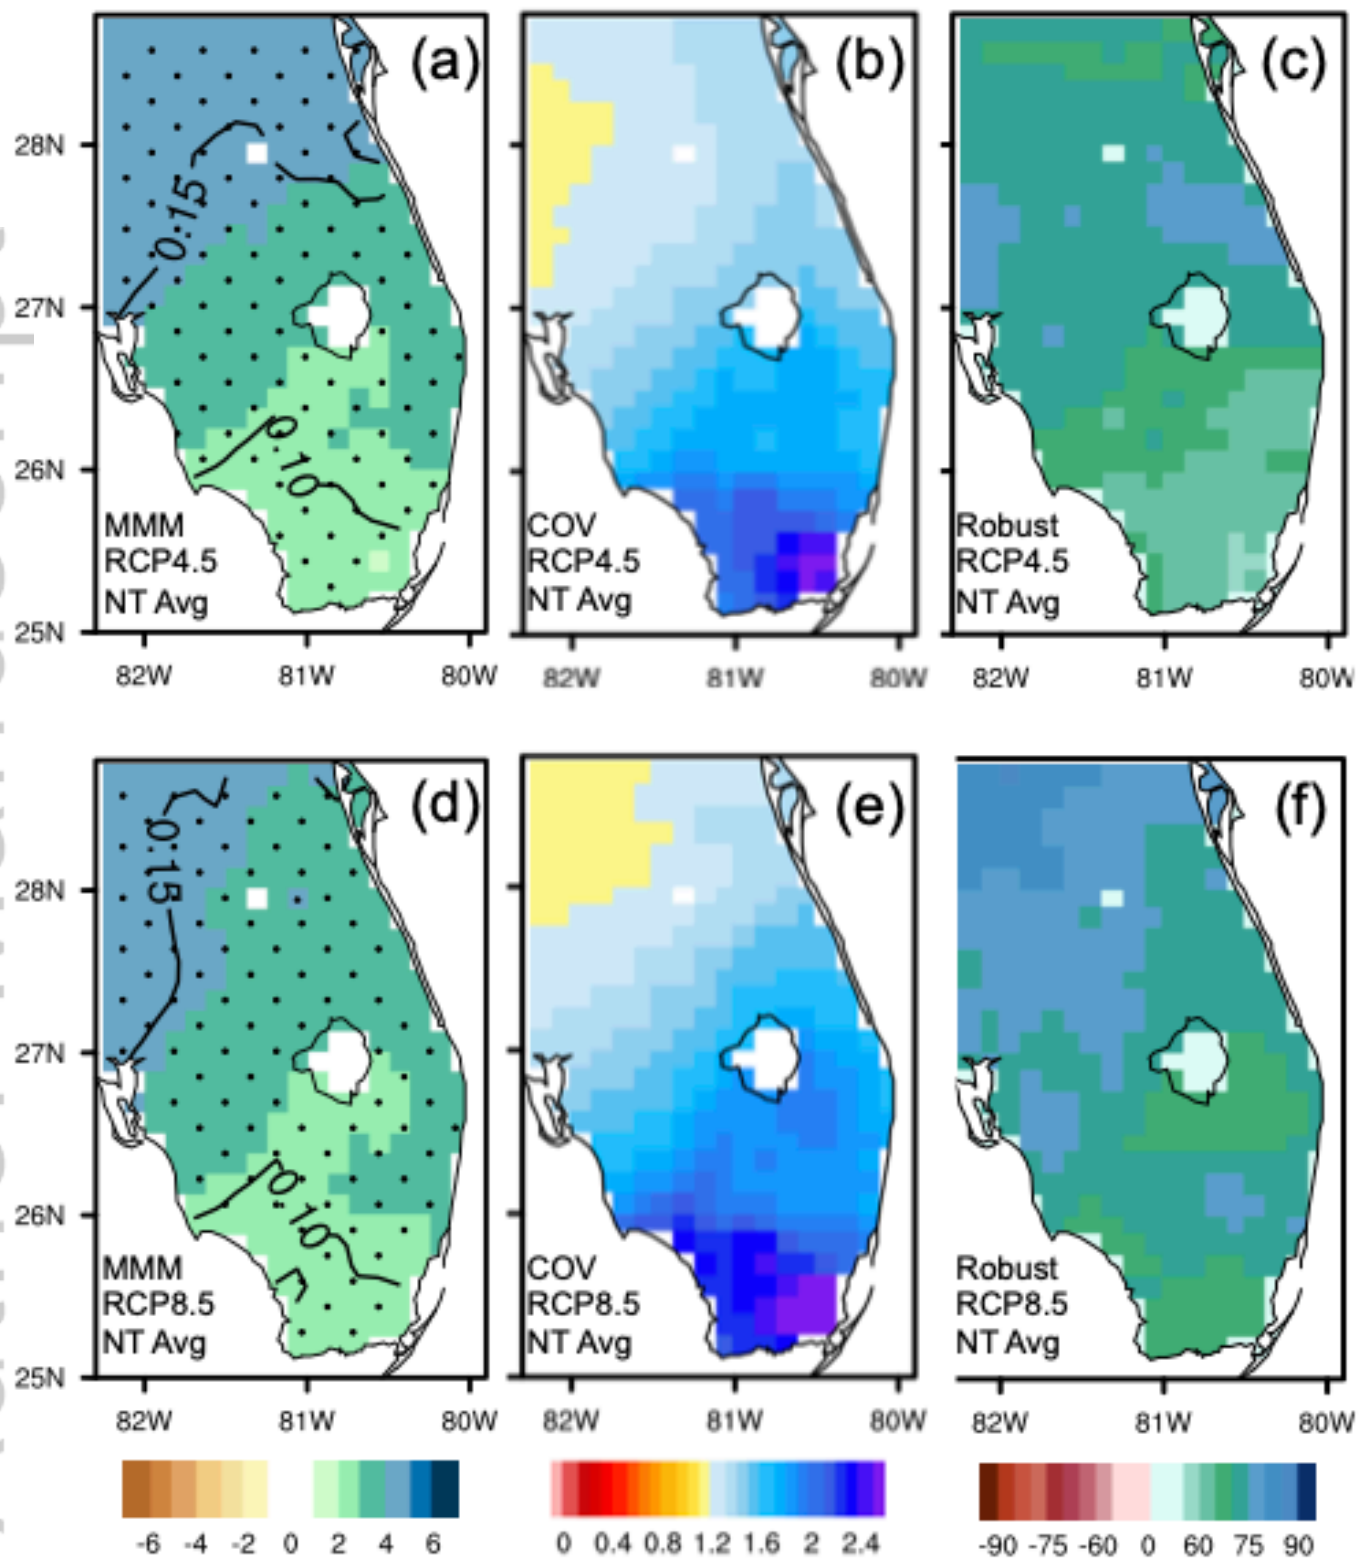 (a)
(b)
(c)
28N
27N
26N
25N
0.15
0.10
MMM
RCP4.5
NT Avg
COV
RCP4.5
NT Avg
Robust
RCP4.5
NT Avg
82W 81W 80W
82W 81W 80W
82W 81W 80W
(d)
(e)
(f)
28N
27N
26N
25N
0.15
0.10
MMM
RCP8.5
NT Avg
COV
RCP8.5
NT Avg
Robust
RCP8.5
NT Avg
82W 81W 80W
82W 81W 80W
82W 81W 80W
-6 -4 -2 0 2 4 6
0 0.4 0.8 1.2 1.6 2 2.4
-90 -75 -60 0 60 75 90